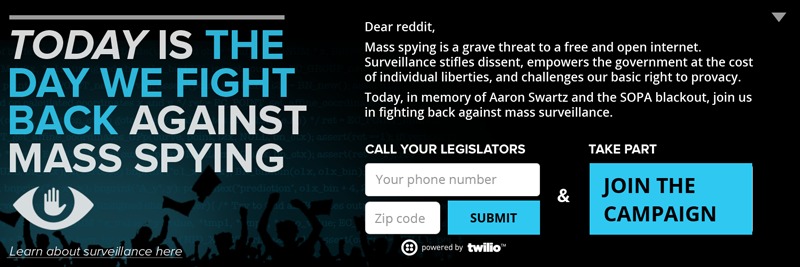 TODAY IS THE
DAY WE FIGHT
BACK AGAINST
MASS SPYING
Learn about surveillance here
Dear reddit,
Mass spying is a grave threat to a free and open internet.
Surveillance stifles dissent, empowers the government at the cost
of individual liberties, and challenges our basic right to provacy.
Today, in memory of Aaron Swartz and the SOPA blackout, join us
in fighting back against mass surveillance.
CALL YOUR LEGISLATORS
Your phone number
Zip code
SUBMIT
powered by twilio™
&
TAKE PART
JOIN THE
CAMPAIGN